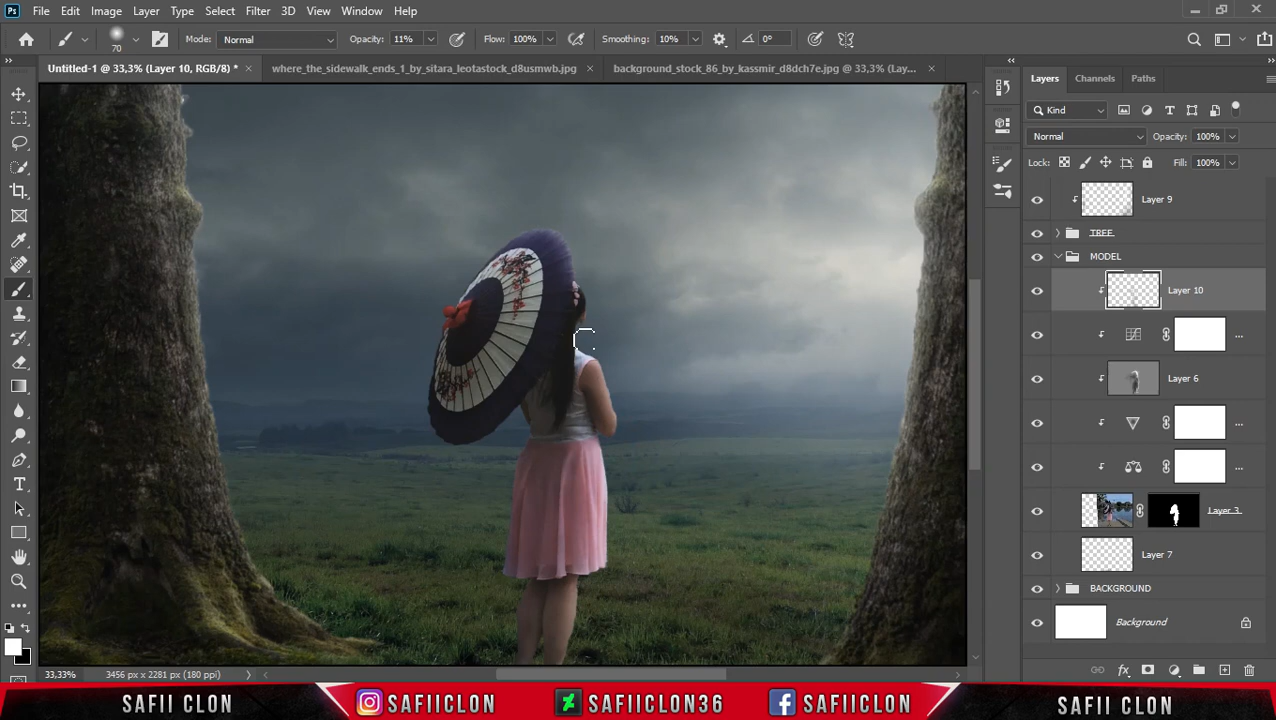 Ps File Edit Image Layer Type Select Filter 3D View Window Help
70 Mode: Normal Opacity: 11% Flow: 100% Smoothing: 10% 0°
Untitled-1 @ 33,3% (Layer 10, RGB/8) * × where_the_sidewalk_ends_1_by_sitara_leotastock_d8usmwb.jpg × background_stock_86_by_kassmir_d8dch7e.jpg @ 33,3% (Lay... ×
Layers Channels Paths
Kind
Normal Opacity: 100%
Lock: Fill: 100%
Layer 9
TREE
MODEL
Layer 10
...
Layer 6
...
...
Layer 3
Layer 7
BACKGROUND
Background
33,33% 3456 px x 2281 px (180 ppi)
SAFII CLON SAFIICLON SAFIICLON36 SAFIICLON SAFII CLON